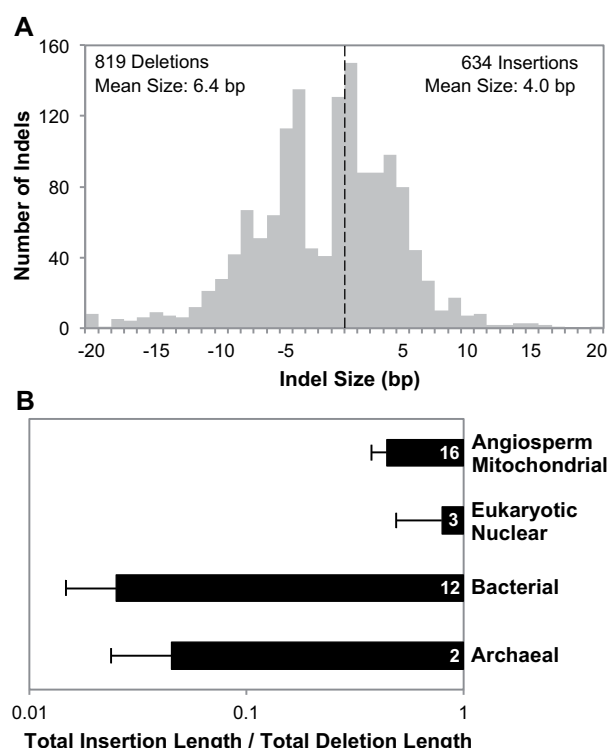 A
819 Deletions
Mean Size: 6.4 bp
634 Insertions
Mean Size: 4.0 bp
Number of Indels
160
120
80
40
0
-20 -15 -10 -5 5 10 15 20
Indel Size (bp)
B
16 Angiosperm
Mitochondrial
3 Eukaryotic
Nuclear
12 Bacterial
2 Archaeal
0.01 0.1 1
Total Insertion Length / Total Deletion Length